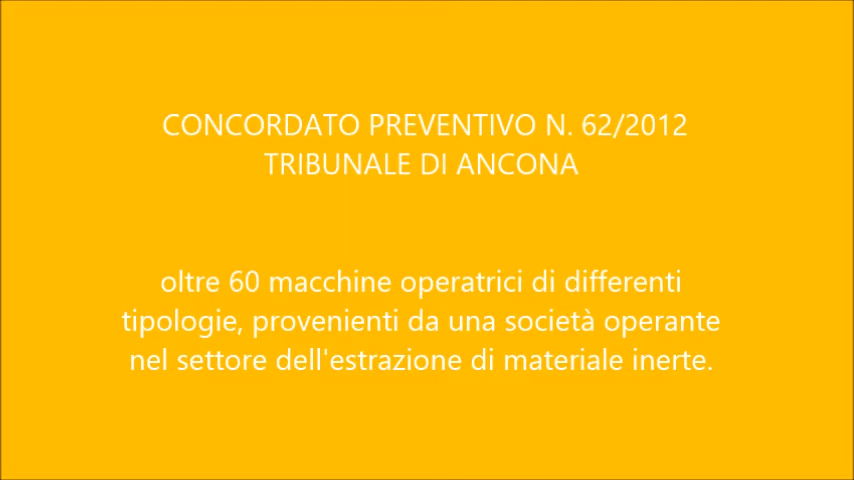 CONCORDATO PREVENTIVO N. 62/2012
TRIBUNALE DI ANCONA
oltre 60 macchine operatrici di differenti
tipologie, provenienti da una società operante
nel settore dell'estrazione di materiale inerte.